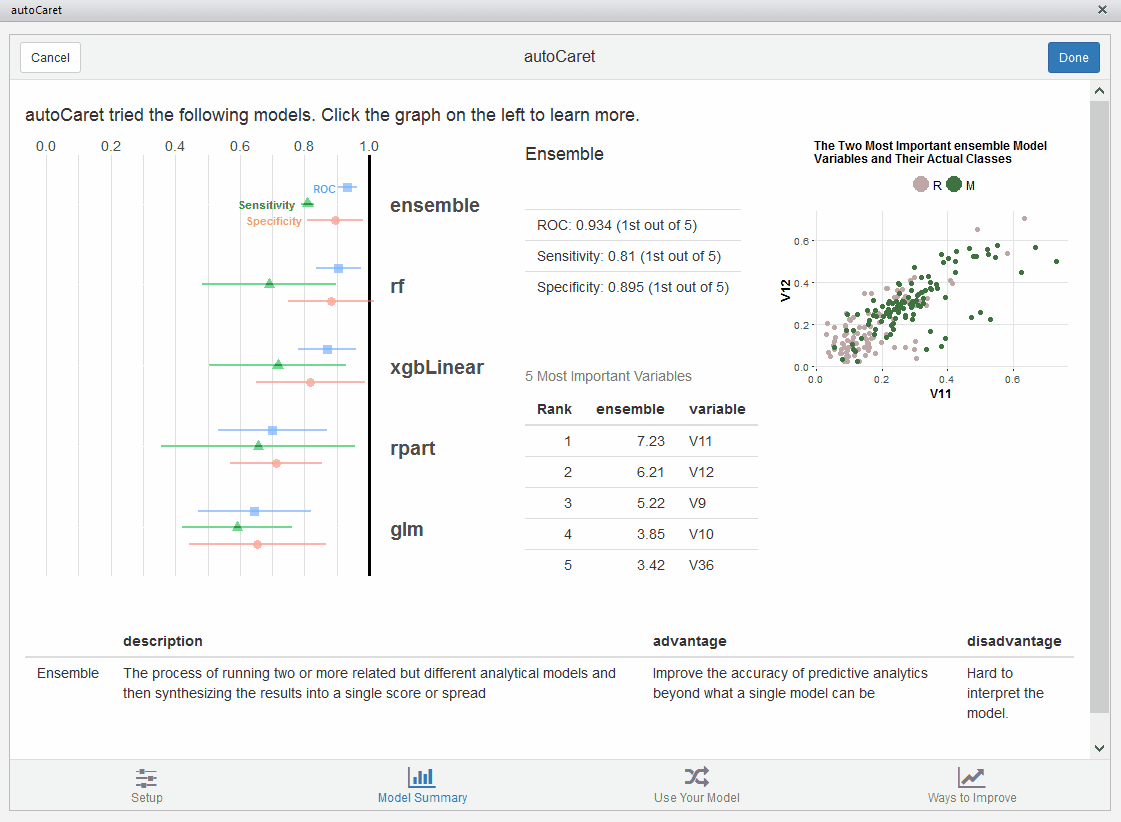 autoCaret
Cancel
autoCaret
Done
autoCaret tried the following models. Click the graph on the left to learn more.
0.0 0.2 0.4 0.6 0.8 1.0
ROC
Sensitivity
Specificity
ensemble
rf
xgbLinear
rpart
glm
Ensemble
ROC: 0.934 (1st out of 5)
Sensitivity: 0.81 (1st out of 5)
Specificity: 0.895 (1st out of 5)
5 Most Important Variables
Rank ensemble variable
1 7.23 V11
2 6.21 V12
3 5.22 V9
4 3.85 V10
5 3.42 V36
The Two Most Important ensemble Model
Variables and Their Actual Classes
R M
V12
0.6
0.4
0.2
0.0
0.0 0.2 0.4 0.6
V11
description advantage disadvantage
Ensemble
The process of running two or more related but different analytical models and
then synthesizing the results into a single score or spread
Improve the accuracy of predictive analytics
beyond what a single model can be
Hard to
interpret the
model.
Setup
Model Summary
Use Your Model
Ways to Improve